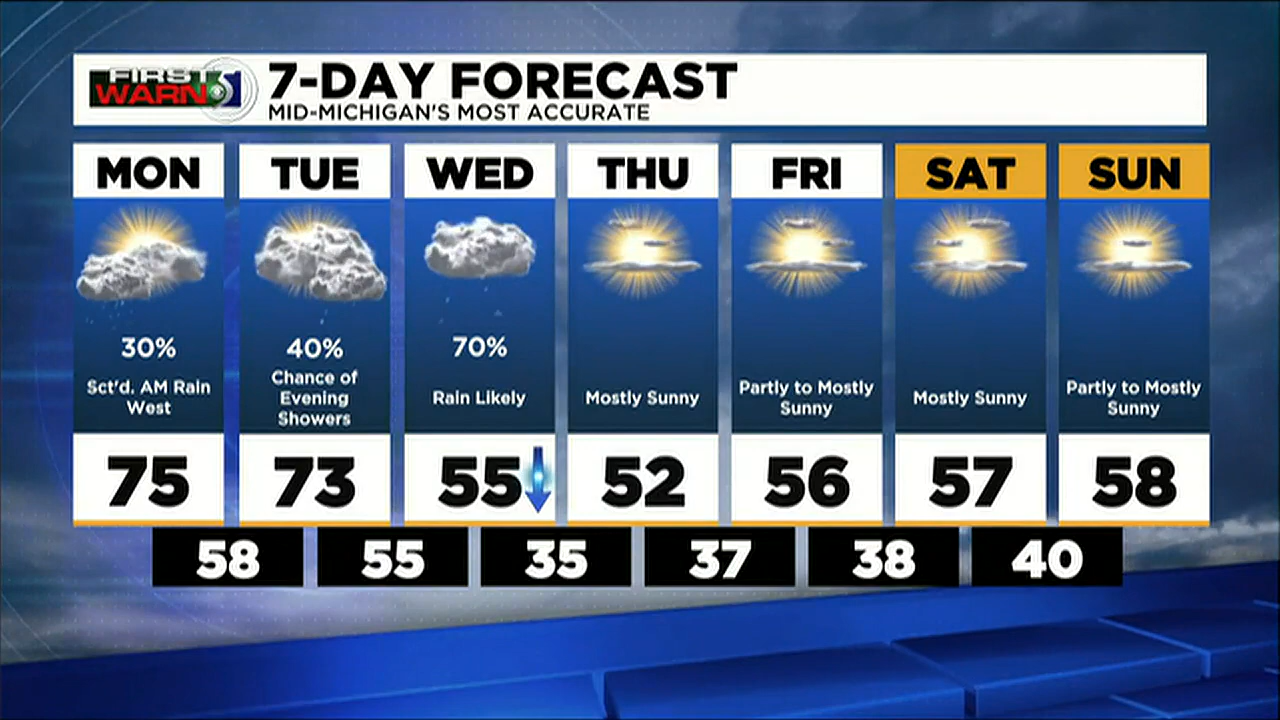 FIRST
WARN 5
7-DAY FORECAST
MID-MICHIGAN'S MOST ACCURATE
MON
TUE
WED
THU
FRI
SAT
SUN
30%
40%
70%
Sct'd. AM Rain
West
Chance of
Evening
Showers
Rain Likely
Mostly Sunny
Partly to Mostly
Sunny
Mostly Sunny
Partly to Mostly
Sunny
75
73
55
52
56
57
58
58
55
35
37
38
40